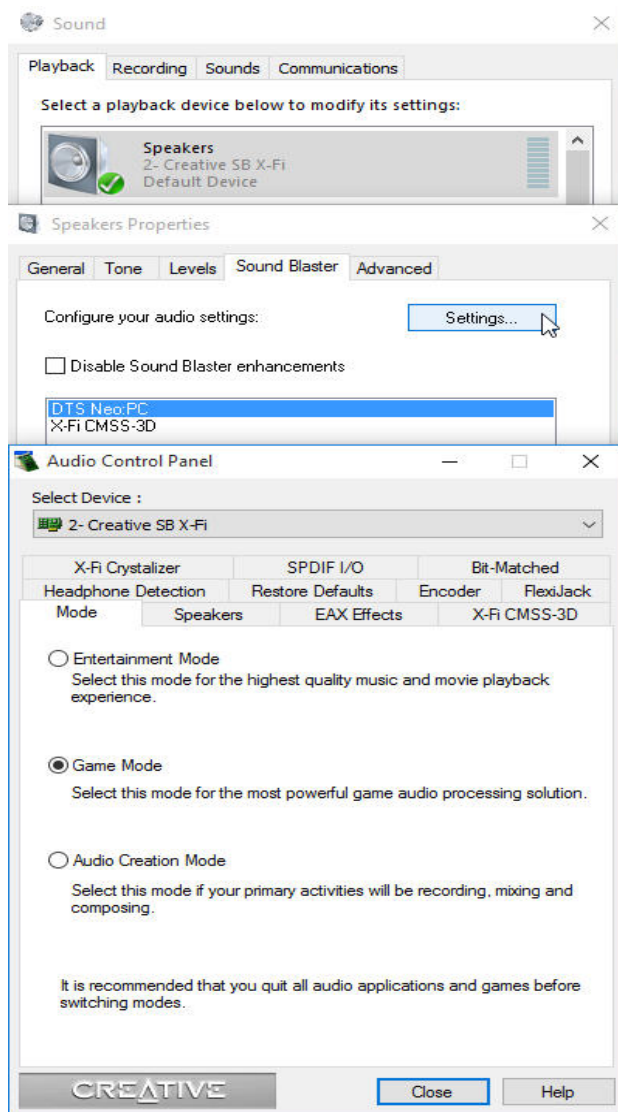 Sound
Playback Recording Sounds Communications
Select a playback device below to modify its settings:
Speakers
2- Creative SB X-Fi
Default Device
Speakers Properties
General Tone Levels Sound Blaster Advanced
Configure your audio settings: Settings...
Disable Sound Blaster enhancements
DTS Neo:PC
X-Fi CMSS-3D
Audio Control Panel
Select Device :
2- Creative SB X-Fi
X-Fi Crystalizer SPDIF I/O Bit-Matched
Headphone Detection Restore Defaults Encoder FlexiJack
Mode Speakers EAX Effects X-Fi CMSS-3D
Entertainment Mode
Select this mode for the highest quality music and movie playback
experience.
Game Mode
Select this mode for the most powerful game audio processing solution.
Audio Creation Mode
Select this mode if your primary activities will be recording, mixing and
composing.
It is recommended that you quit all audio applications and games before
switching modes.
CREATIVE Close Help